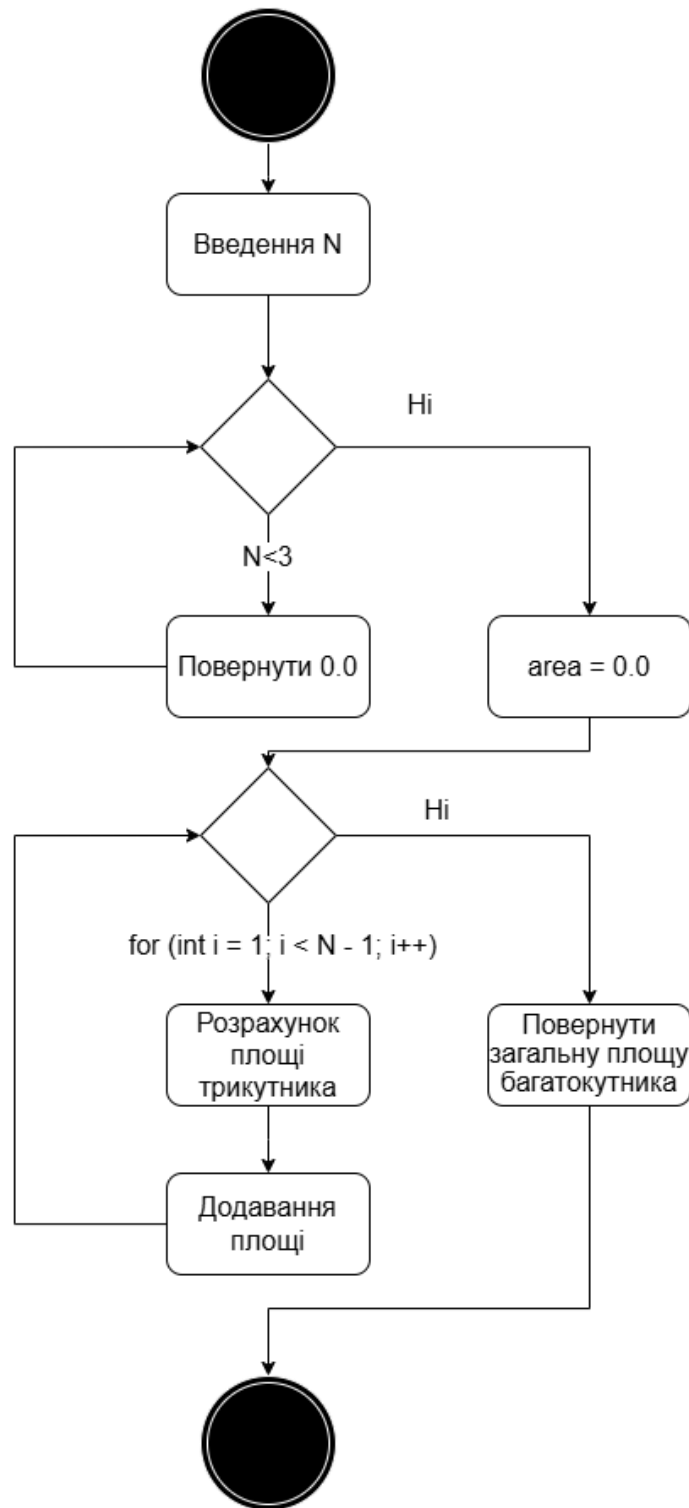 Введення N
Ні
N<3
Повернути 0.0
area = 0.0
Ні
for (int i = 1; i < N - 1; i++)
Розрахунок
площі
трикутника
Повернути
загальну площу
багатокутника
Додавання
площі